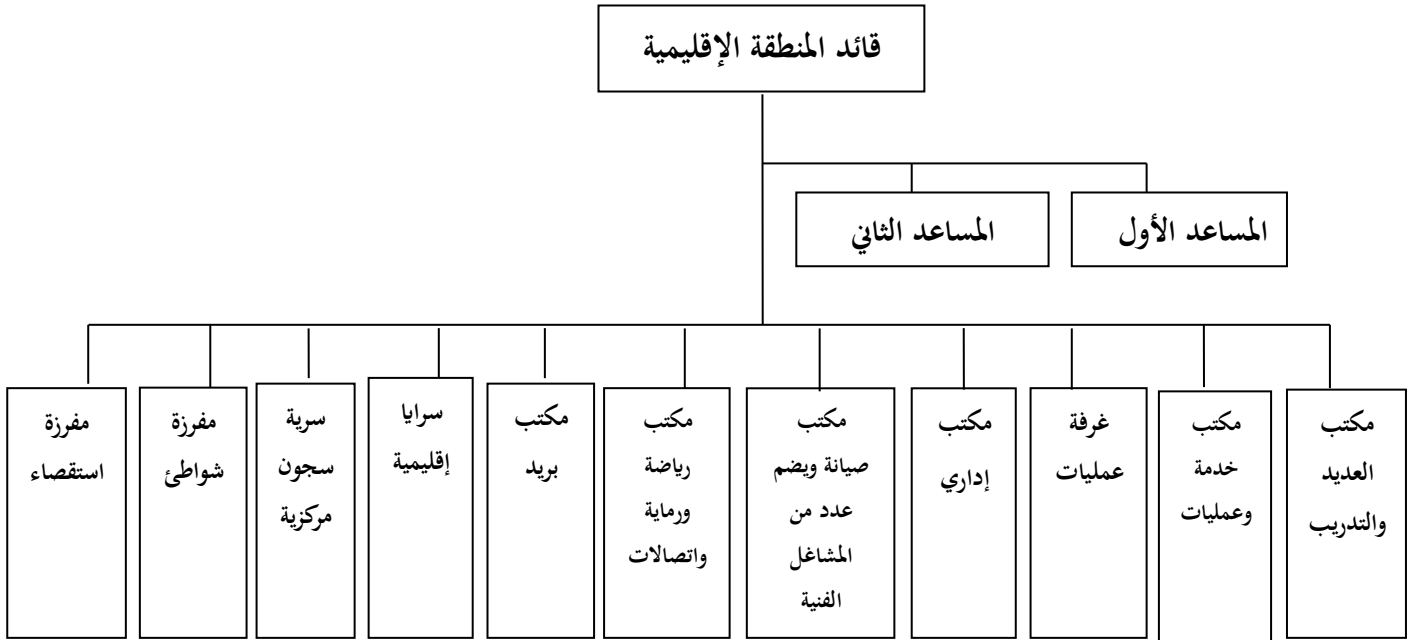 قائد المنطقة الإقليمية
المساعد الأول
المساعد الثاني
مكتب
العديد
والتدريب
مكتب
خدمة
وعمليات
غرفة
عمليات
مكتب
إداري
مكتب
صيانة ويضم
عدد من
المشاغل
الفنية
مكتب
رياضة
ورماية
واتصالات
مكتب
بريد
سرايا
إقليمية
سرية
سجون
مركزية
مفرزة
شواطئ
مفرزة
استقصاء